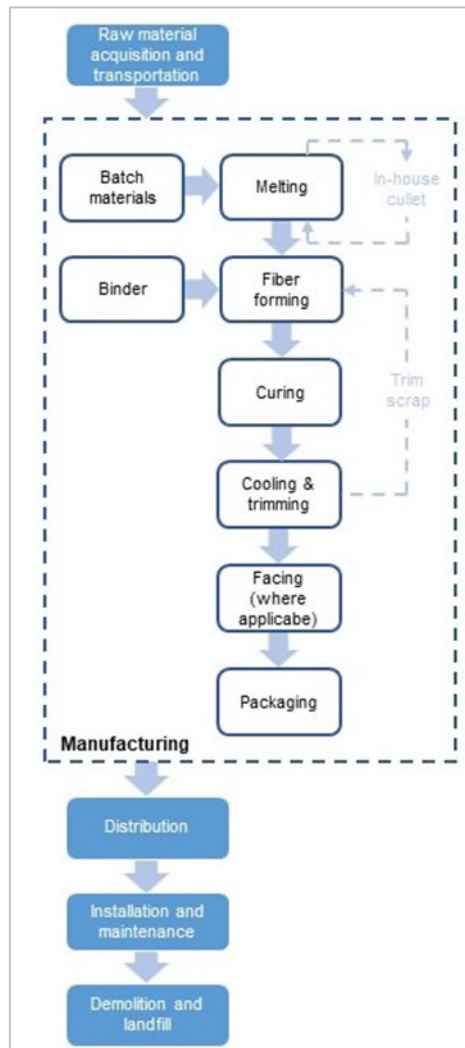 Raw material
acquisition and
transportation
Batch
materials
Melting
In-house
cullet
Binder
Fiber
forming
Curing
Trim
scrap
Cooling &
trimming
Facing
(where
applicabe)
Packaging
Manufacturing
Distribution
Installation and
maintenance
Demolition and
landfill